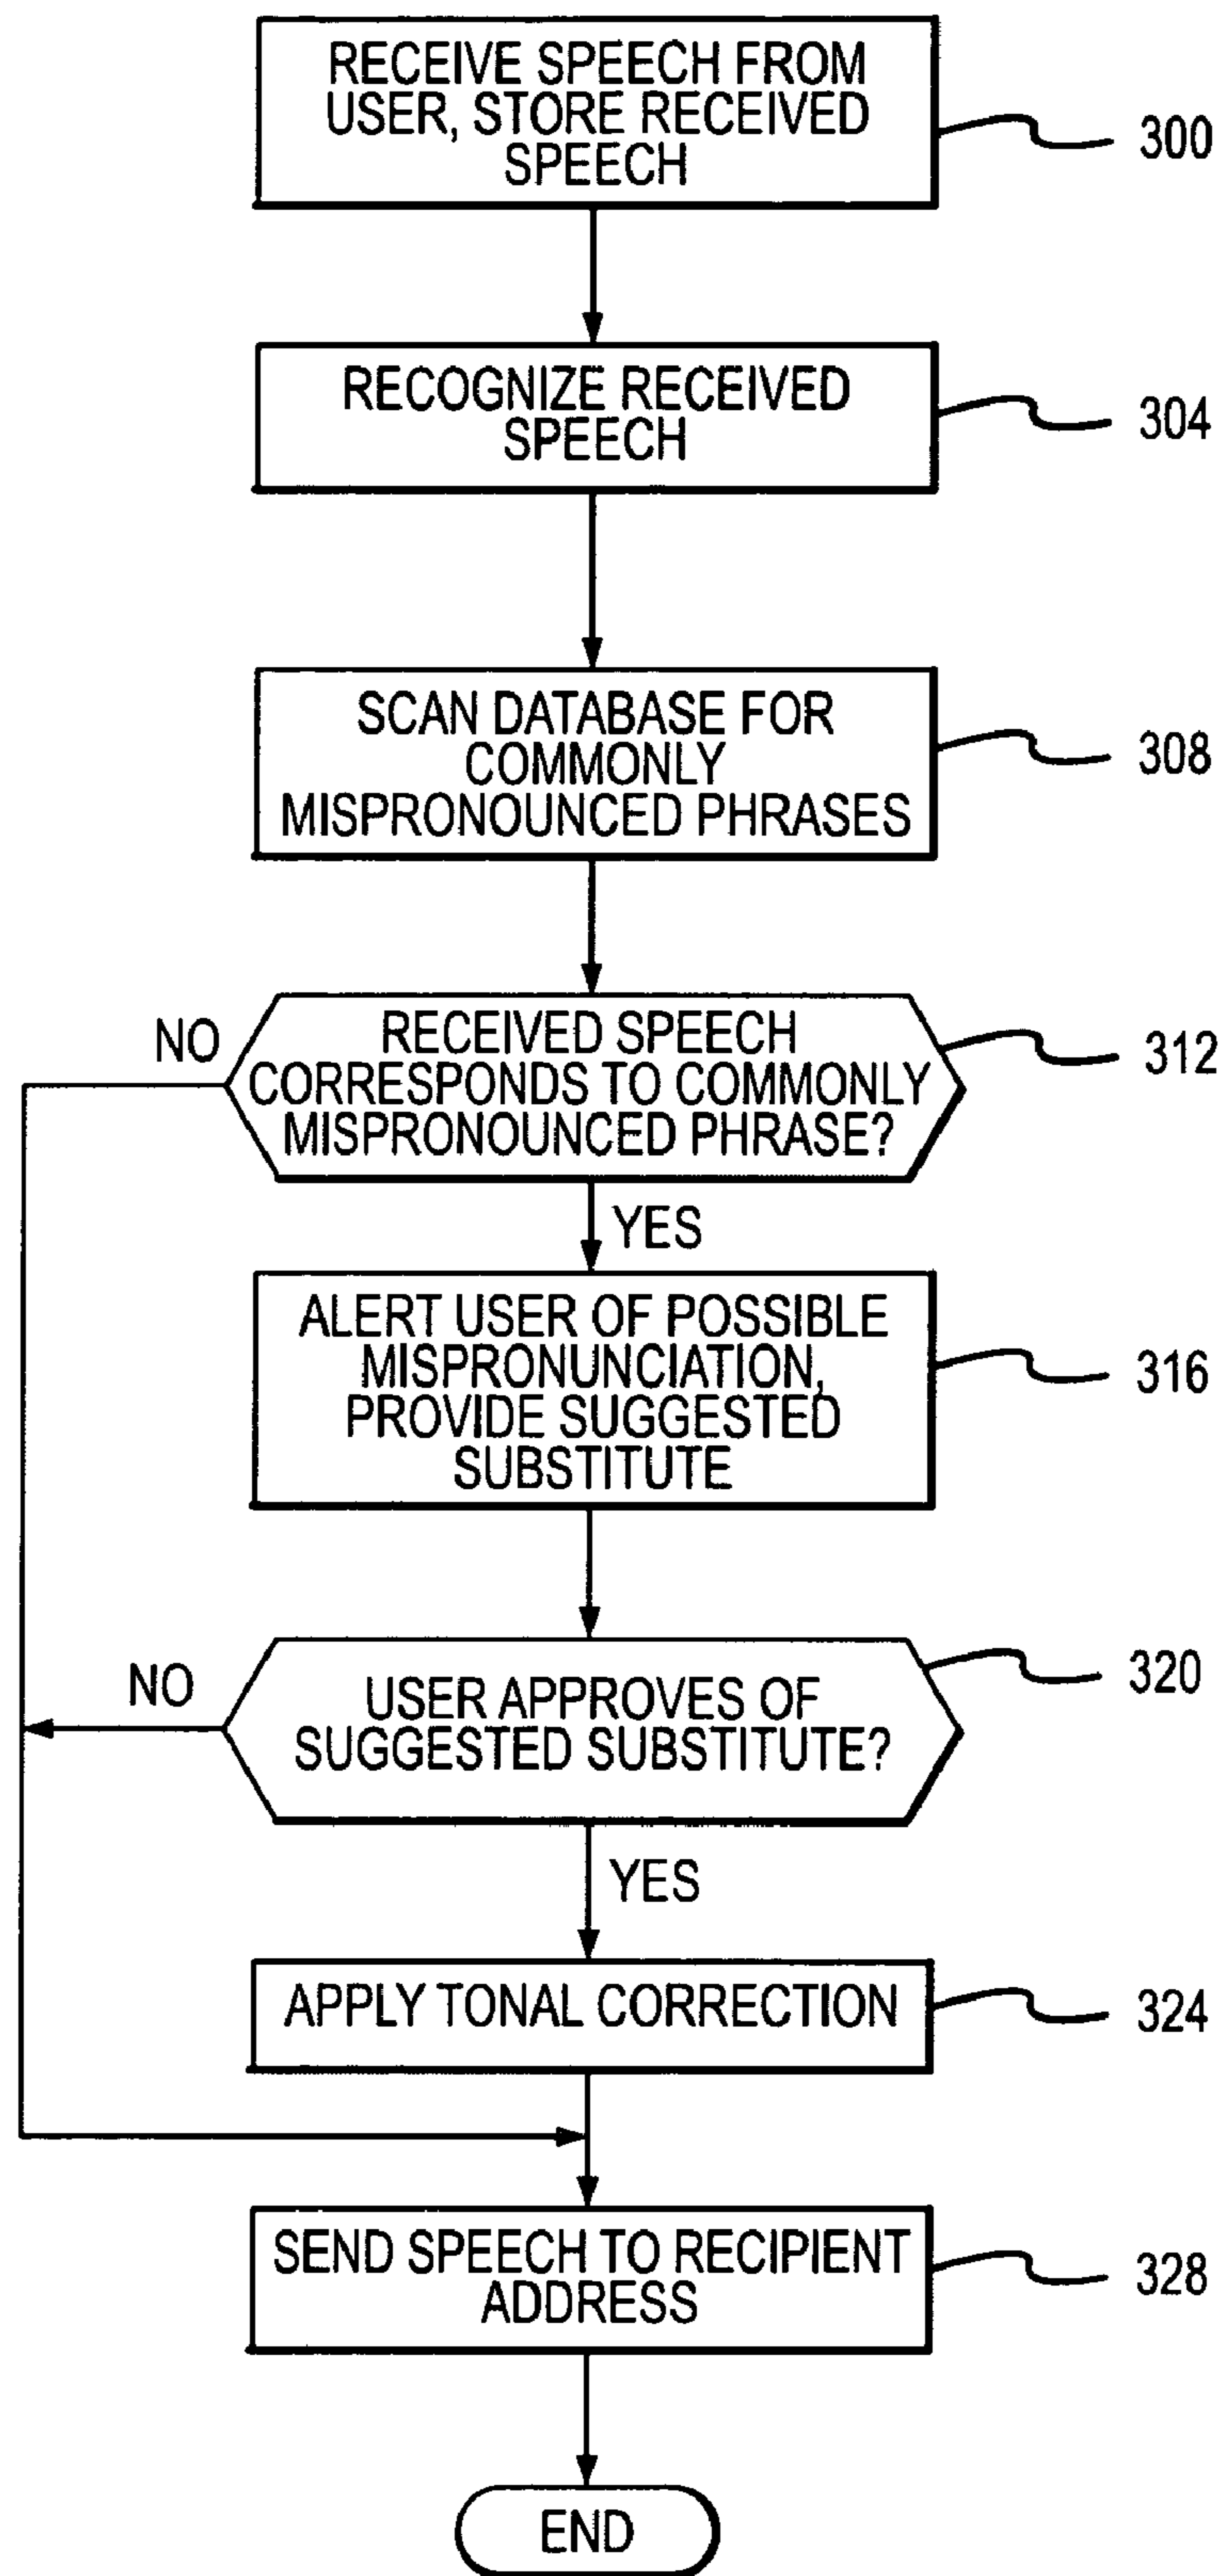 RECEIVE SPEECH FROM
USER, STORE RECEIVED
SPEECH
300
RECOGNIZE RECEIVED
SPEECH
304
SCAN DATABASE FOR
COMMONLY
MISPRONOUNCED PHRASES
308
NO
RECEIVED SPEECH
CORRESPONDS TO COMMONLY
MISPRONOUNCED PHRASE?
312
YES
ALERT USER OF POSSIBLE
MISPRONUNCIATION,
PROVIDE SUGGESTED
SUBSTITUTE
316
NO
USER APPROVES OF
SUGGESTED SUBSTITUTE?
320
YES
APPLY TONAL CORRECTION
324
SEND SPEECH TO RECIPIENT
ADDRESS
328
END